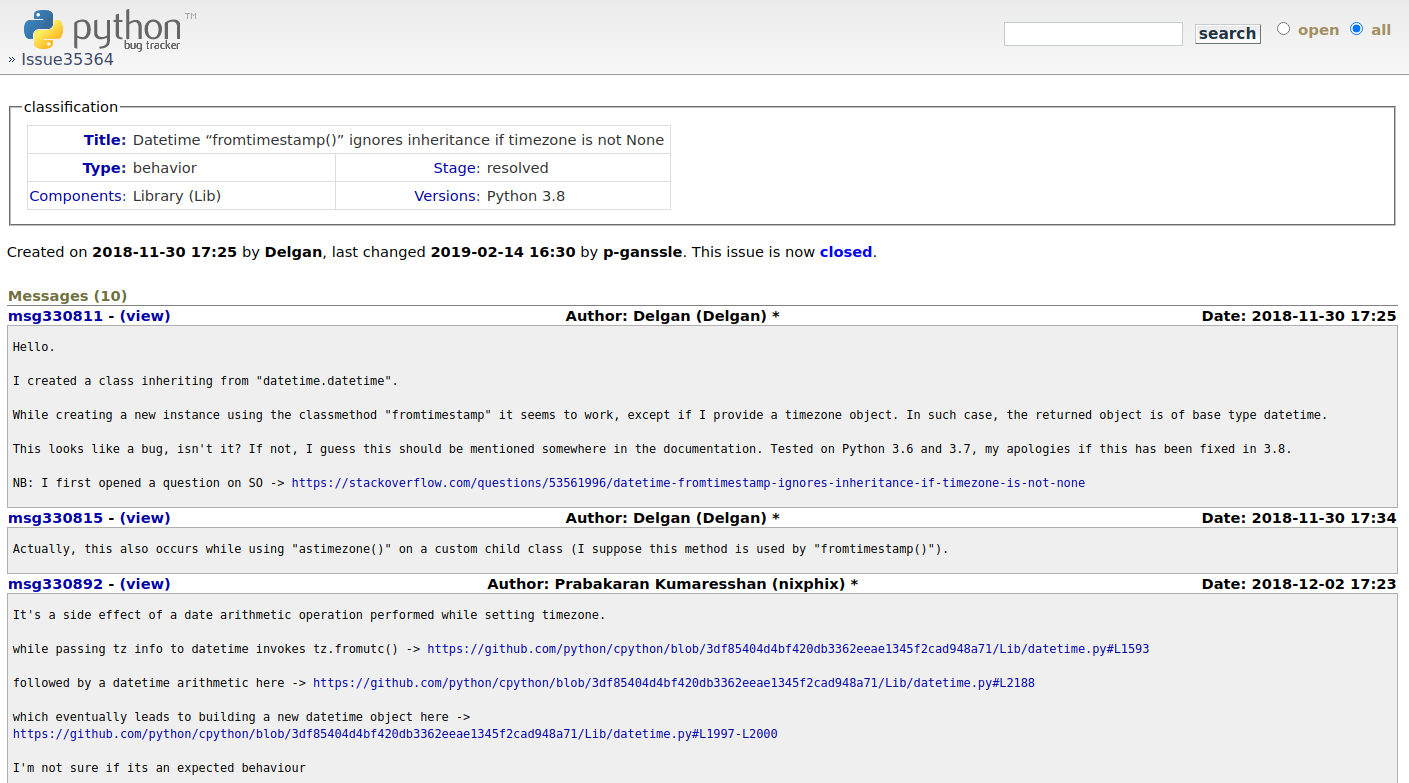 python TM
bug tracker
» Issue35364
search open all
classification
Title: Datetime “fromtimestamp()” ignores inheritance if timezone is not None
Type: behavior Stage: resolved
Components: Library (Lib) Versions: Python 3.8
Created on 2018-11-30 17:25 by Delgan, last changed 2019-02-14 16:30 by p-ganssle. This issue is now closed.
Messages (10)
msg330811 - (view) Author: Delgan (Delgan) * Date: 2018-11-30 17:25
Hello.
I created a class inheriting from "datetime.datetime".
While creating a new instance using the classmethod "fromtimestamp" it seems to work, except if I provide a timezone object. In such case, the returned object is of base type datetime.
This looks like a bug, isn't it? If not, I guess this should be mentioned somewhere in the documentation. Tested on Python 3.6 and 3.7, my apologies if this has been fixed in 3.8.
NB: I first opened a question on SO -> https://stackoverflow.com/questions/53561996/datetime-fromtimestamp-ignores-inheritance-if-timezone-is-not-none
msg330815 - (view) Author: Delgan (Delgan) * Date: 2018-11-30 17:34
Actually, this also occurs while using "astimezone()" on a custom child class (I suppose this method is used by "fromtimestamp()").
msg330892 - (view) Author: Prabakaran Kumaresshan (nixphix) * Date: 2018-12-02 17:23
It's a side effect of a date arithmetic operation performed while setting timezone.
while passing tz info to datetime invokes tz.fromutc() -> https://github.com/python/cpython/blob/3df85404d4bf420db3362eeae1345f2cad948a71/Lib/datetime.py#L1593
followed by a datetime arithmetic here -> https://github.com/python/cpython/blob/3df85404d4bf420db3362eeae1345f2cad948a71/Lib/datetime.py#L2188
which eventually leads to building a new datetime object here ->
https://github.com/python/cpython/blob/3df85404d4bf420db3362eeae1345f2cad948a71/Lib/datetime.py#L1997-L2000
I'm not sure if its an expected behaviour